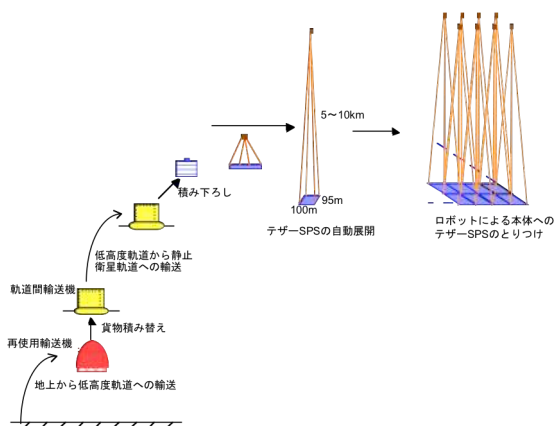 5～10km
95m
100m
テザーSPSの自動展開
ロボットによる本体への
テザーSPSのとりつけ
積み下ろし
低高度軌道から静止
衛星軌道への輸送
軌道間輸送機
貨物積み替え
再使用輸送機
地上から低高度軌道への輸送